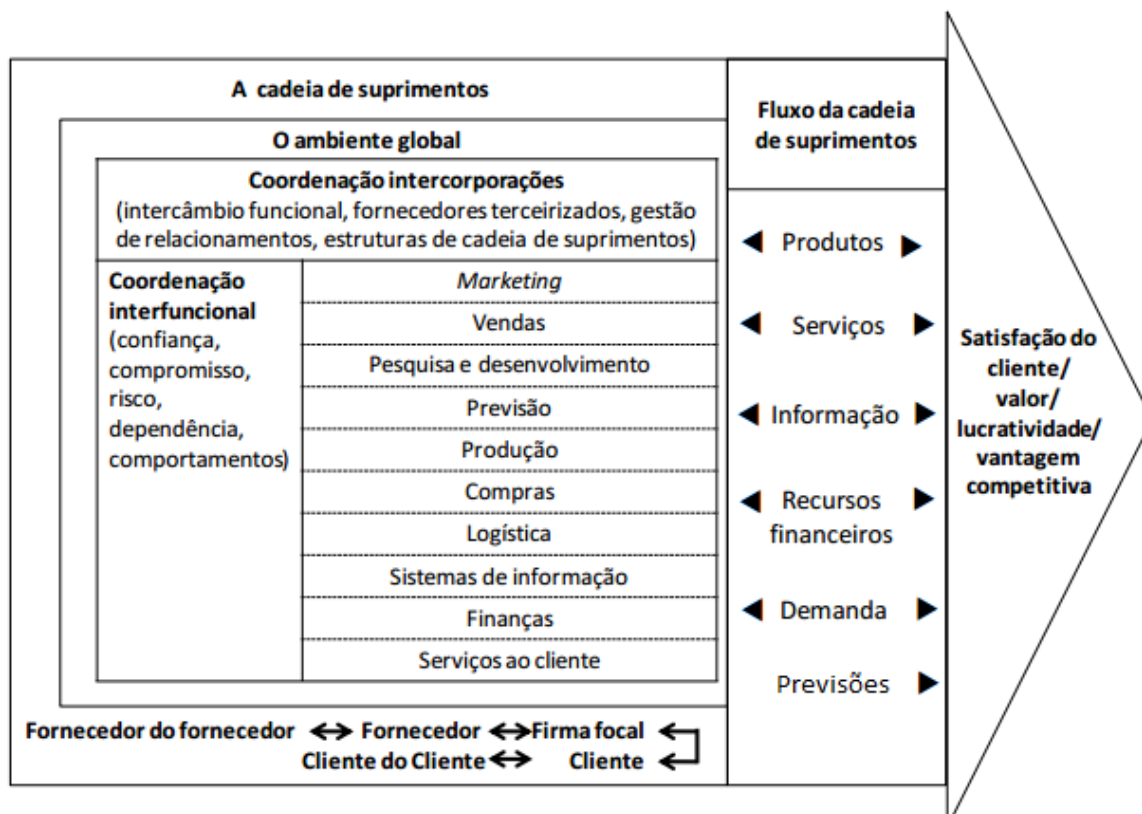 A cadeia de suprimentos
O ambiente global
Coordenação intercorporações
(intercâmbio funcional, fornecedores terceirizados, gestão
de relacionamentos, estruturas de cadeia de suprimentos)
Coordenação
interfuncional
(confiança,
compromisso,
risco,
dependência,
comportamentos)
Marketing
Vendas
Pesquisa e desenvolvimento
Previsão
Produção
Compras
Logística
Sistemas de informação
Finanças
Serviços ao cliente
Fornecedor do fornecedor Fornecedor Firma focal
Cliente do Cliente Cliente
Fluxo da cadeia
de suprimentos
Produtos
Serviços
Informação
Recursos
financeiros
Demanda
Previsões
Satisfação do
cliente/
valor/
lucratividade/
vantagem
competitiva